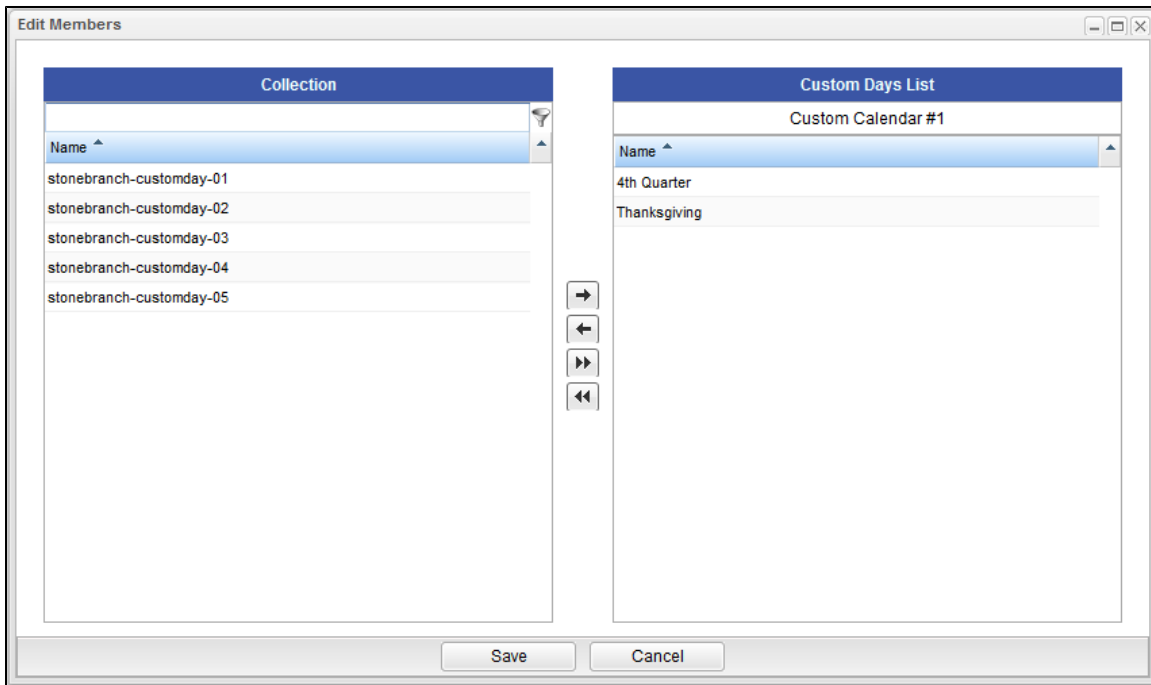 Edit Members
Collection
Name
stonebranch-customday-01
stonebranch-customday-02
stonebranch-customday-03
stonebranch-customday-04
stonebranch-customday-05
Custom Days List
Custom Calendar #1
Name
4th Quarter
Thanksgiving
Save
Cancel